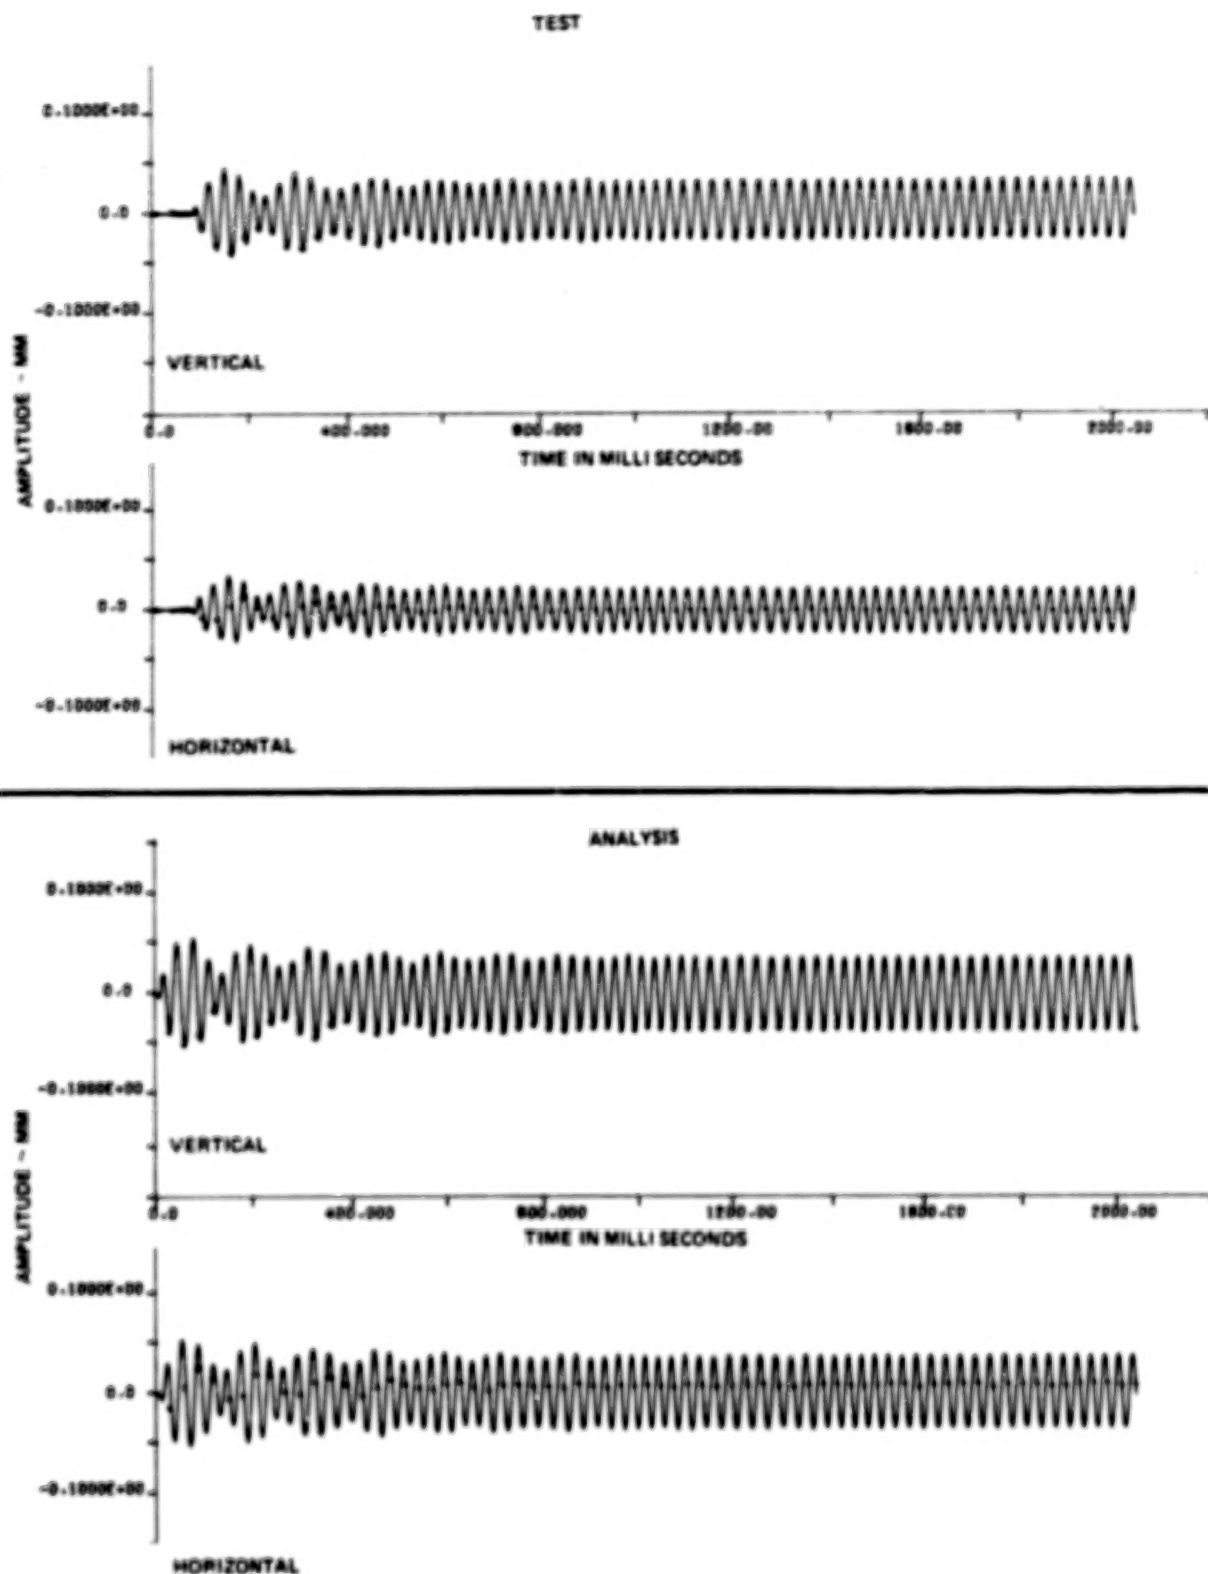 TEST
0.1000E+00
0.0
-0.1000E+00
VERTICAL
AMPLITUDE ~ MM
0.0 400.000 800.000 1200.00 1600.00 2000.00
TIME IN MILLI SECONDS
0.1000E+00
0.0
-0.1000E+00
HORIZONTAL
ANALYSIS
0.1000E+00
0.0
-0.1000E+00
VERTICAL
AMPLITUDE ~ MM
0.0 400.000 800.000 1200.00 1600.00 2000.00
TIME IN MILLI SECONDS
0.1000E+00
0.0
-0.1000E+00
HORIZONTAL